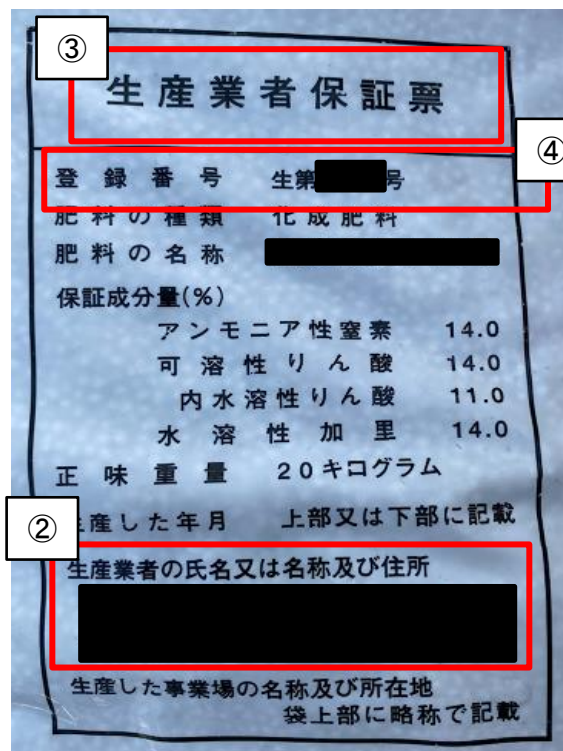 ③
生産業者保証票
④
登録番号 生第 号
肥料の種類 化成肥料
肥料の名称
保証成分量(%)
アンモニア性窒素 14.0
可溶性りん酸 14.0
内水溶性りん酸 11.0
水溶性加里 14.0
正味重量 20キログラム
産した年月 上部又は下部に記載
②
生産業者の氏名又は名称及び住所
生産した事業場の名称及び所在地
袋上部に略称で記載